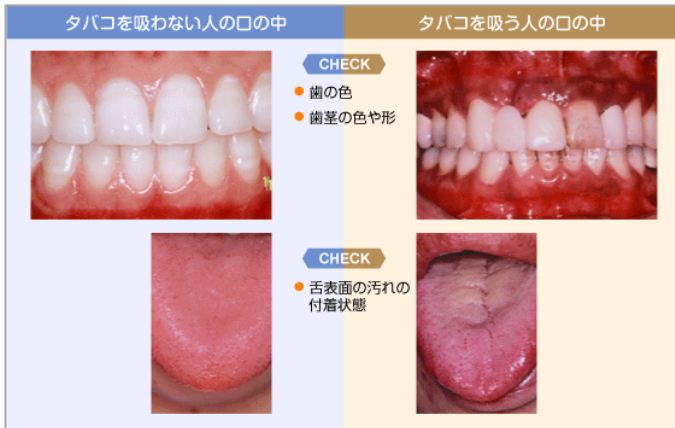 タバコを吸わない人の口の中
タバコを吸う人の口の中
CHECK
歯の色
歯茎の色や形
CHECK
舌表面の汚れの
付着状態